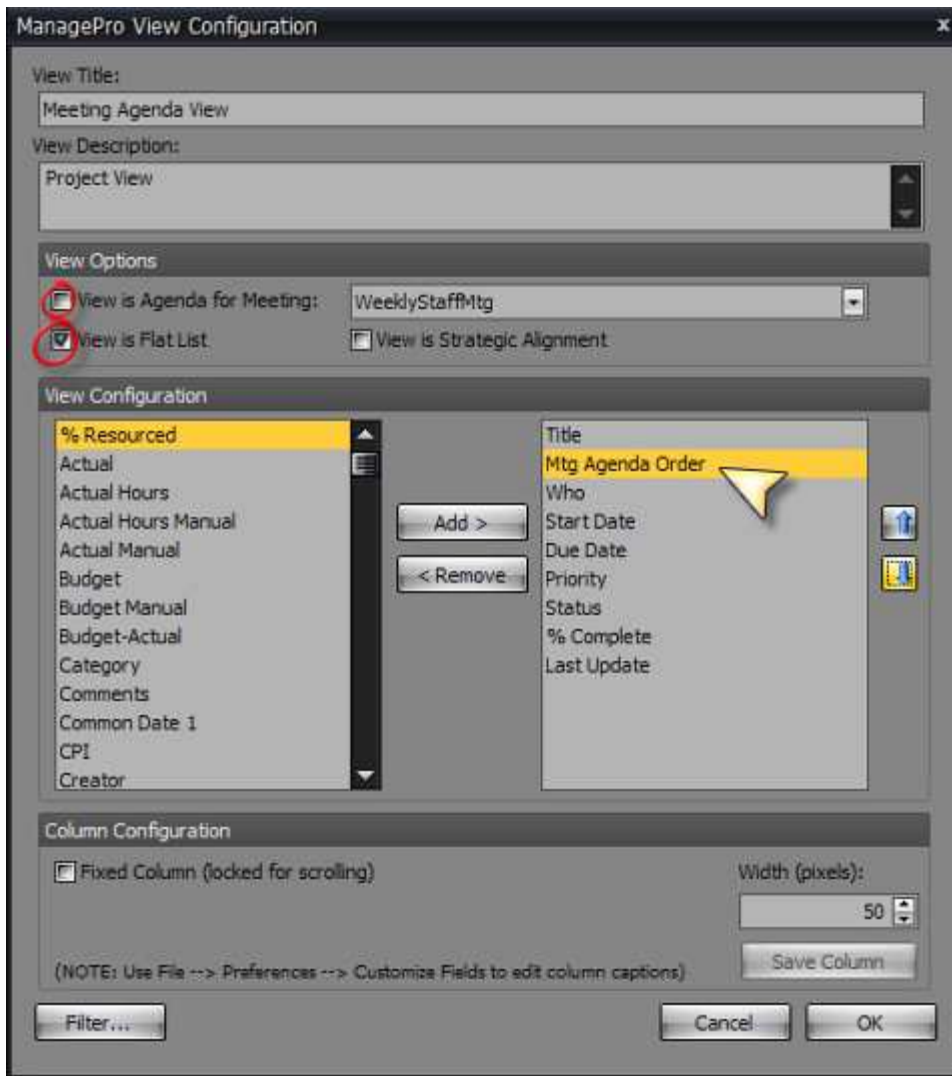 ManagePro View Configuration
x
View Title:
Meeting Agenda View
View Description:
Project View
View Options
View is Agenda for Meeting:
WeeklyStaffMtg
View is Flat List
View is Strategic Alignment
View Configuration
% Resourced
Actual
Actual Hours
Actual Hours Manual
Actual Manual
Budget
Budget Manual
Budget-Actual
Category
Comments
Common Date 1
CPI
Creator
Add >
< Remove
Title
Mtg Agenda Order
Who
Start Date
Due Date
Priority
Status
% Complete
Last Update
Column Configuration
Fixed Column (locked for scrolling)
Width (pixels):
50
(NOTE: Use File --> Preferences --> Customize Fields to edit column captions)
Save Column
Filter...
Cancel
OK